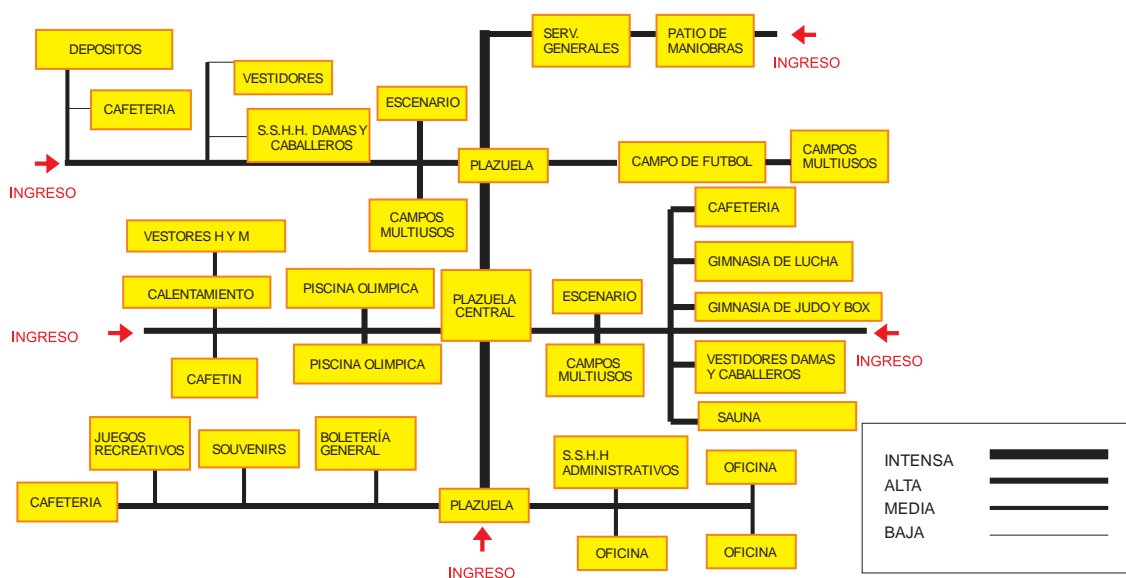 SERV.
GENERALES
PATIO DE
MANIOBRAS
INGRESO
DEPOSITOS
VESTIDORES
CAFETERIA
ESCENARIO
S.S.H.H. DAMAS Y
CABALLEROS
INGRESO
PLAZUELA
CAMPO DE FUTBOL
CAMPOS
MULTIUSOS
CAMPOS
MULTIUSOS
CAFETERIA
VESTORES H Y M
GIMNASIA DE LUCHA
CALENTAMIENTO
PISCINA OLIMPICA
PLAZUELA
CENTRAL
ESCENARIO
GIMNASIA DE JUDO Y BOX
INGRESO
INGRESO
CAFETIN
PISCINA OLIMPICA
CAMPOS
MULTIUSOS
VESTIDORES DAMAS
Y CABALLEROS
SAUNA
JUEGOS
RECREATIVOS
SOUVENIRS
BOLETERÍA
GENERAL
S.S.H.H
ADMINISTRATIVOS
OFICINA
CAFETERIA
PLAZUELA
OFICINA
OFICINA
INGRESO
INTENSA
ALTA
MEDIA
BAJA